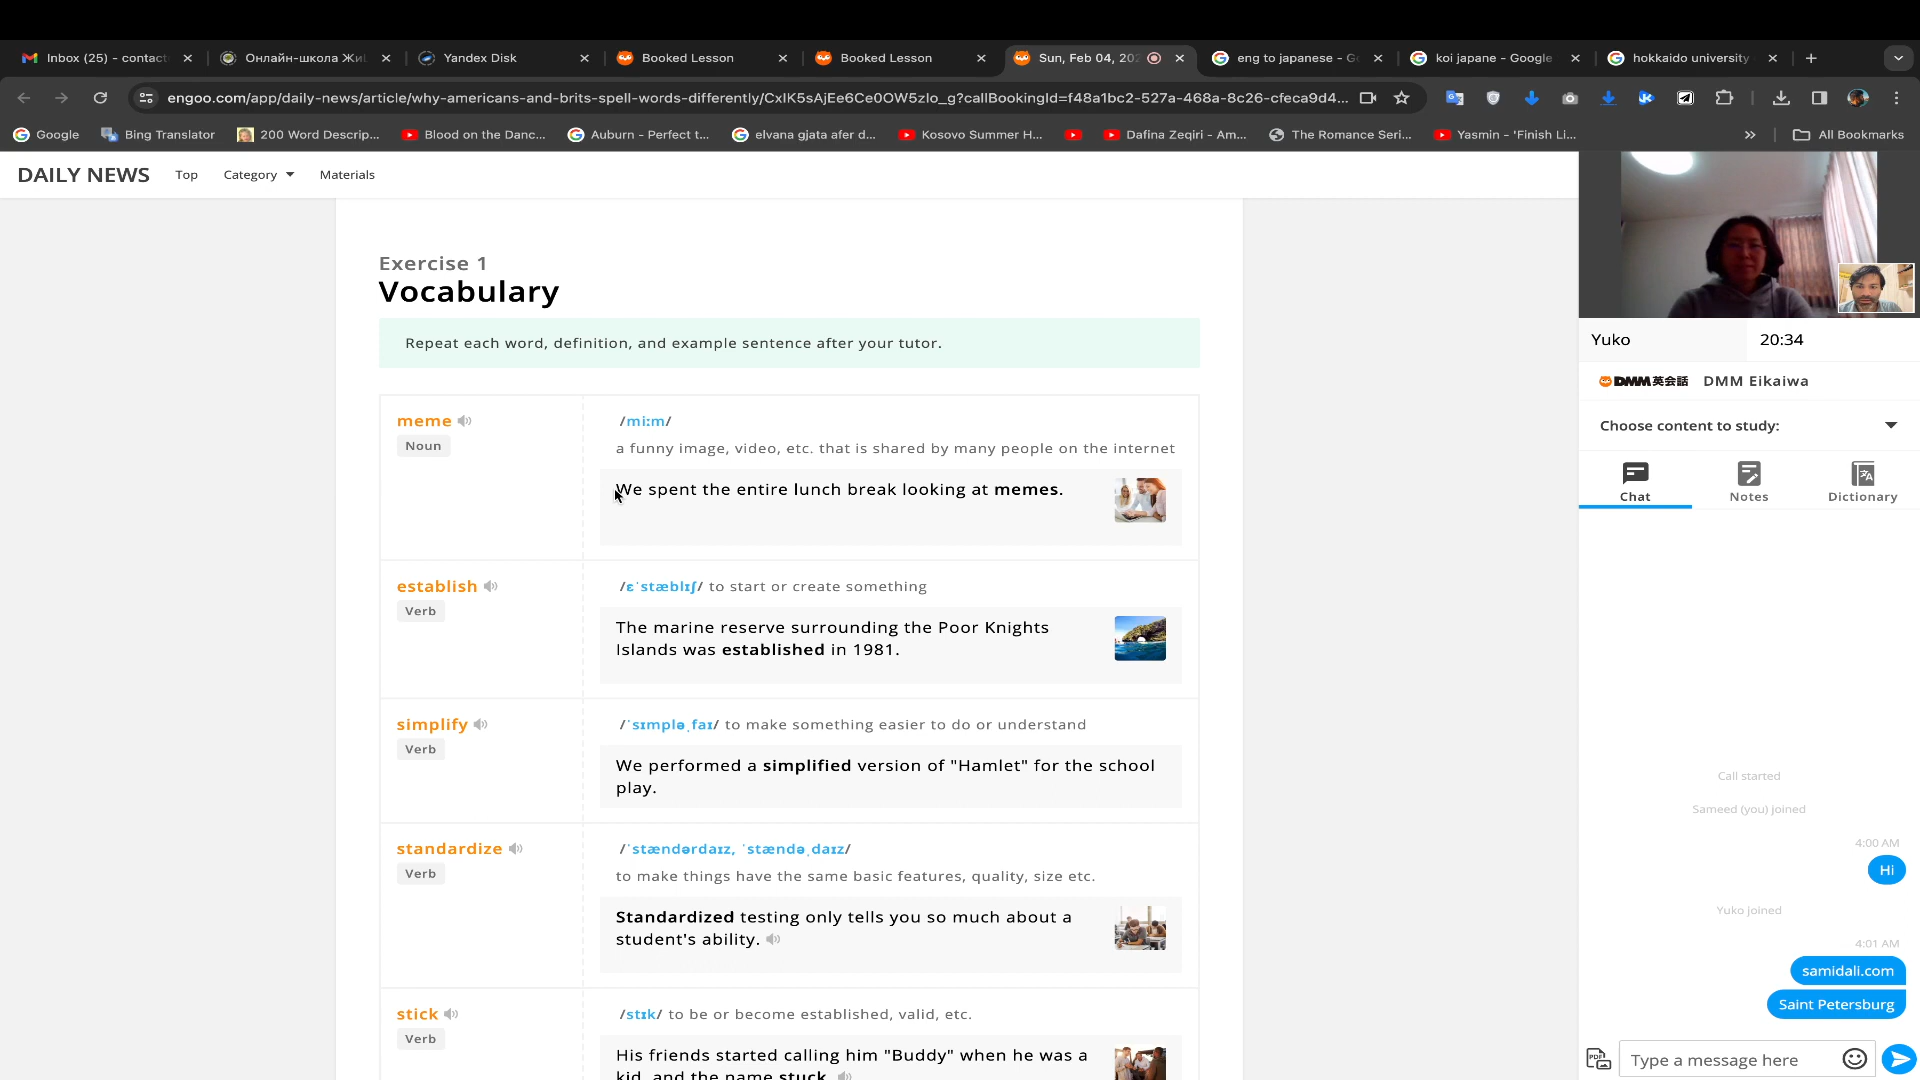 Inbox (25) - contact
Онлайн-школа Жи
Yandex Disk
Booked Lesson
Booked Lesson
Sun, Feb 04, 202
eng to japanese - G
koi japane - Google
hokkaido university
engoo.com/app/daily-news/article/why-americans-and-brits-spell-words-differently/CxIK5sAjEe6Ce0OW5zIo_g?callBookingId=f48a1bc2-527a-468a-8c26-cfeca9d4...
Google
Bing Translator
200 Word Descrip...
Blood on the Danc...
Auburn - Perfect t...
elvana gjata afer d...
Kosovo Summer H...
Dafina Zeqiri - Am...
The Romance Seri...
Yasmin - 'Finish Li...
All Bookmarks
DAILY NEWS
Top
Category
Materials
Exercise 1
Vocabulary
Repeat each word, definition, and example sentence after your tutor.
meme
Noun
/miːm/
a funny image, video, etc. that is shared by many people on the internet
We spent the entire lunch break looking at memes.
establish
Verb
/ɛˈstæblɪʃ/ to start or create something
The marine reserve surrounding the Poor Knights
Islands was established in 1981.
simplify
Verb
/ˈsɪmpləˌfaɪ/ to make something easier to do or understand
We performed a simplified version of "Hamlet" for the school
play.
standardize
Verb
/ˈstændərdaɪz, ˈstændəˌdaɪz/
to make things have the same basic features, quality, size etc.
Standardized testing only tells you so much about a
student's ability.
stick
Verb
/stɪk/ to be or become established, valid, etc.
His friends started calling him "Buddy" when he was a
kid, and the name stuck.
Yuko
20:34
DMM英会話 DMM Eikaiwa
Choose content to study:
Chat
Notes
Dictionary
Call started
Sameed (you) joined
4:00 AM
Hi
Yuko joined
4:01 AM
samidali.com
Saint Petersburg
PDF
Type a message here